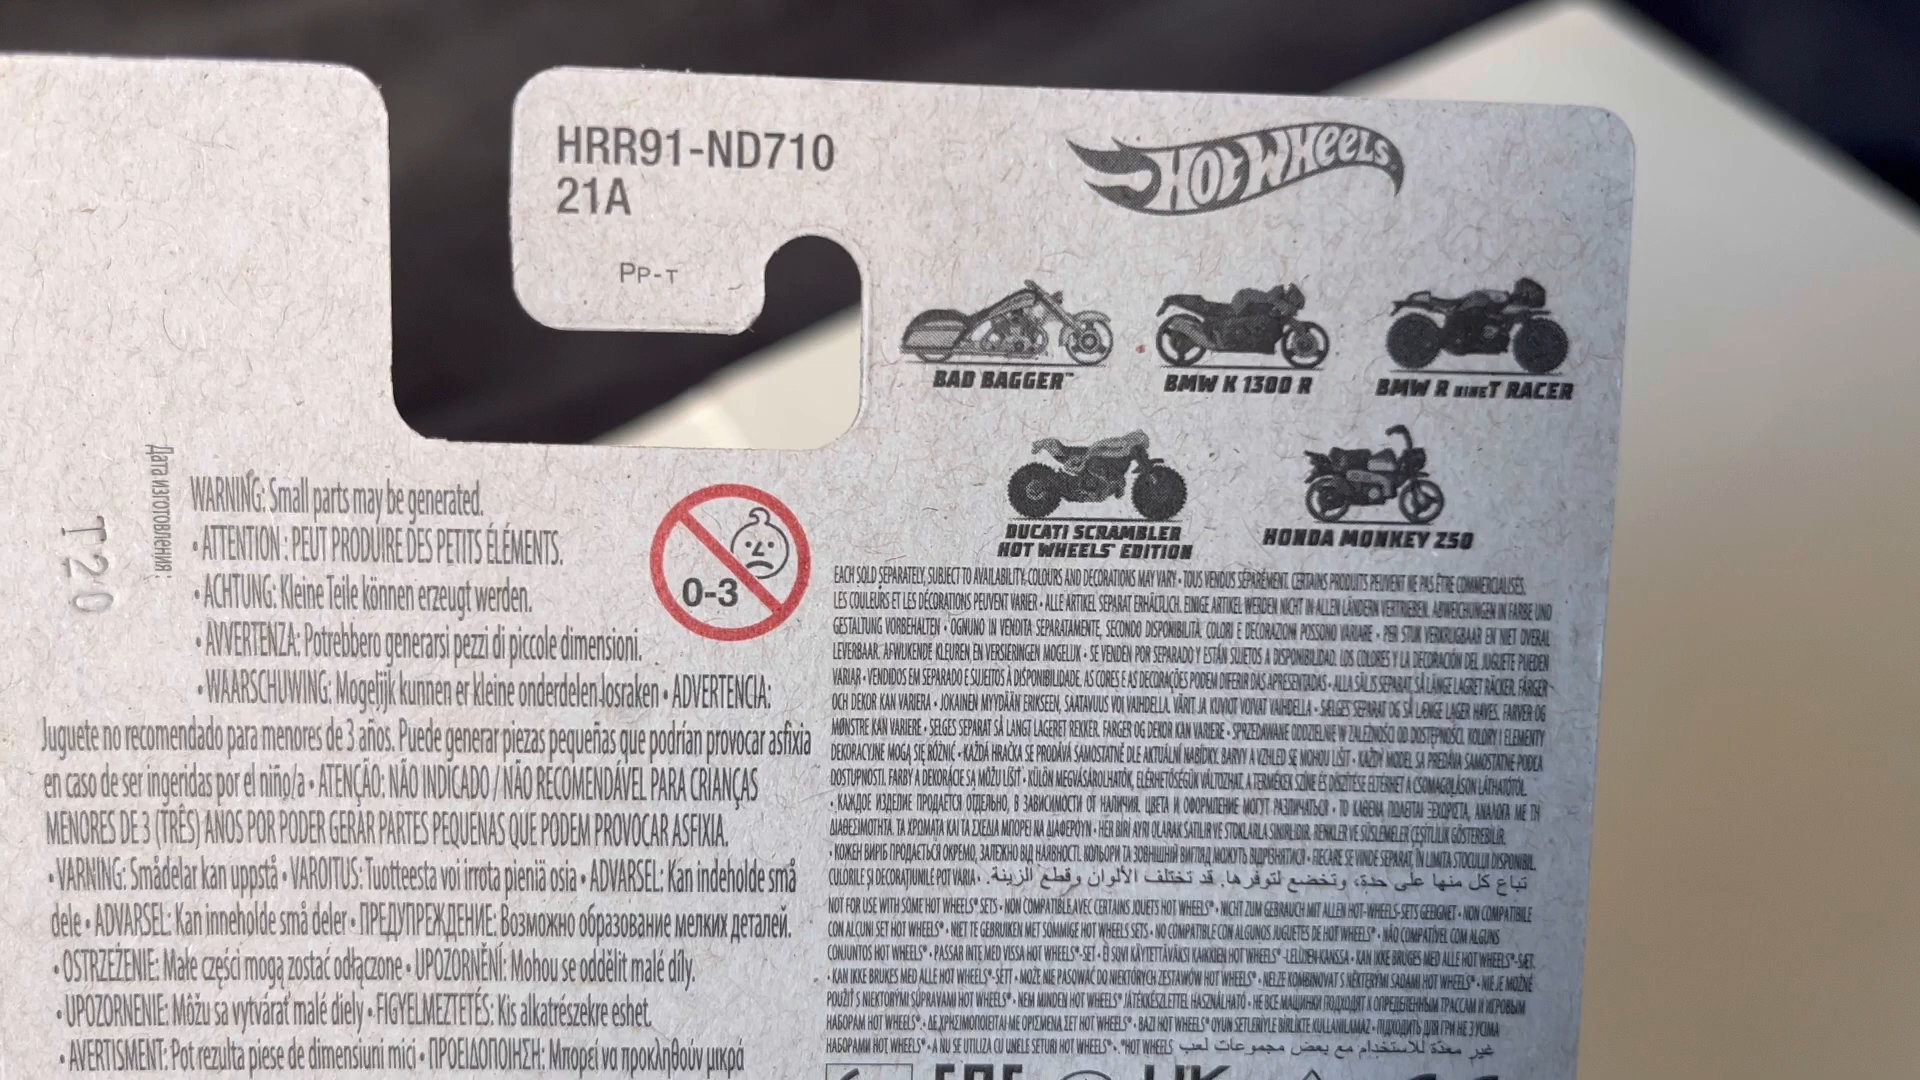 HRR91-ND710
21A
PP-T
HOT WHEELS
BAD BAGGER™
BMW K 1300 R
BMW R nineT RACER
DUCATI SCRAMBLER
HOT WHEELS™ EDITION
HONDA MONKEY Z50
Дата изготовления:
T20
WARNING: Small parts may be generated.
• ATTENTION : PEUT PRODUIRE DES PETITS ÉLÉMENTS.
• ACHTUNG: Kleine Teile können erzeugt werden.
• AVVERTENZA: Potrebbero generarsi pezzi di piccole dimensioni.
• WAARSCHUWING: Mogelijk kunnen er kleine onderdelen losraken • ADVERTENCIA:
Juguete no recomendado para menores de 3 años. Puede generar piezas pequeñas que podrían provocar asfixia
en caso de ser ingeridas por el niño/a • ATENÇÃO: NÃO INDICADO / NÃO RECOMENDÁVEL PARA CRIANÇAS
MENORES DE 3 (TRÊS) ANOS POR PODER GERAR PARTES PEQUENAS QUE PODEM PROVOCAR ASFIXIA.
• VARNING: Smådelar kan uppstå • VAROITUS: Tuotteesta voi irrota pieniä osia • ADVARSEL: Kan indeholde små
dele • ADVARSEL: Kan inneholde små deler • ПРЕДУПРЕЖДЕНИЕ: Возможно образование мелких деталей.
• OSTRZEŻENIE: Małe części mogą zostać odłączone • UPOZORNĚNÍ: Mohou se oddělit malé díly.
• UPOZORNENIE: Môžu sa vytvárať malé diely • FIGYELMEZTETÉS: Kis alkatrészekre eshet.
• AVERTISMENT: Pot rezulta piese de dimensiuni mici • ΠΡΟΕΙΔΟΠΟΙΗΣΗ: Μπορεί να προκληθούν μικρά
0-3
EACH SOLD SEPARATELY, SUBJECT TO AVAILABILITY. COLOURS AND DECORATIONS MAY VARY • TOUS VENDUS SÉPARÉMENT. CERTAINS PRODUITS PEUVENT NE PAS ÊTRE COMMERCIALISÉS.
LES COULEURS ET LES DÉCORATIONS PEUVENT VARIER • ALLE ARTIKEL SEPARAT ERHÄLTLICH. EINIGE ARTIKEL WERDEN NICHT IN ALLEN LÄNDERN VERTRIEBEN. ABWEICHUNGEN IN FARBE UND
GESTALTUNG VORBEHALTEN • OGNUNO IN VENDITA SEPARATAMENTE, SECONDO DISPONIBILITÀ. COLORI E DECORAZIONI POSSONO VARIARE • PER STUK VERKRIJGBAAR EN NIET OVERAL
LEVERBAAR. AFWIJKENDE KLEUREN EN VERSIERINGEN MOGELIJK • SE VENDEN POR SEPARADO Y ESTÁN SUJETOS A DISPONIBILIDAD. LOS COLORES Y LA DECORACIÓN DEL JUGUETE PUEDEN
VARIAR • VENDIDOS EM SEPARADO E SUJEITOS À DISPONIBILIDADE. AS CORES E AS DECORAÇÕES PODEM DIFERIR DAS APRESENTADAS • ALLA SÄLJS SEPARAT, SÅ LÄNGE LAGRET RÄCKER. FÄRGER
OCH DEKOR KAN VARIERA • JOKAINEN MYYDÄÄN ERIKSEEN, SAATAVUUS VOI VAIHDELLA. VÄRIT JA KUVIOT VOIVAT VAIHDELLA • SÆLGES SEPARAT OG SÅ LÆNGE LAGER HAVES. FARVER OG
MØNSTRE KAN VARIERE • SELGES SEPARAT SÅ LANGT LAGERET REKKER. FARGER OG DEKOR KAN VARIERE • SPRZEDAWANE ODDZIELNIE W ZALEŻNOŚCI OD DOSTĘPNOŚCI. KOLORY I ELEMENTY
DEKORACYJNE MOGĄ SIĘ RÓŻNIĆ • KAŽDÁ HRAČKA SE PRODÁVÁ SAMOSTATNĚ DLE AKTUÁLNÍ NABÍDKY. BARVY A VZHLED SE MOHOU LIŠIT • KAŽDÝ MODEL SA PREDÁVA SAMOSTATNE PODĽA
DOSTUPNOSTI. FARBY A DEKORÁCIE SA MÔŽU LÍŠIŤ • KÜLÖN MEGVÁSÁROLHATÓK, ELÉRHETŐSÉGÜK VÁLTOZHAT. A TERMÉKEK SZÍNE ÉS DÍSZÍTÉSE ELTÉRHET A CSOMAGOLÁSON LÁTHATÓTÓL.
• КАЖДОЕ ИЗДЕЛИЕ ПРОДАЕТСЯ ОТДЕЛЬНО, В ЗАВИСИМОСТИ ОТ НАЛИЧИЯ. ЦВЕТА И ОФОРМЛЕНИЕ МОГУТ РАЗЛИЧАТЬСЯ • ΤΟ ΚΑΘΕΝΑ ΠΩΛΕΙΤΑΙ ΞΕΧΩΡΙΣΤΑ, ΑΝΑΛΟΓΑ ΜΕ ΤΗ
ΔΙΑΘΕΣΙΜΟΤΗΤΑ. ΤΑ ΧΡΩΜΑΤΑ ΚΑΙ ΤΑ ΣΧΕΔΙΑ ΜΠΟΡΕΙ ΝΑ ΔΙΑΦΕΡΟΥΝ • HER BİRİ AYRI OLARAK SATILIR VE STOKLARLA SINIRLIDIR. RENKLER VE SÜSLEMELER ÇEŞİTLİLİK GÖSTEREBİLİR.
• КОЖЕН ВИРІБ ПРОДАЄТЬСЯ ОКРЕМО, ЗАЛЕЖНО ВІД НАЯВНОСТІ. КОЛЬОРИ ТА ЗОВНІШНІЙ ВИГЛЯД МОЖУТЬ ВІДРІЗНЯТИСЯ • FIECARE SE VINDE SEPARAT, ÎN LIMITA STOCULUI DISPONIBIL.
CULORILE ȘI DECORAȚIUNILE POT VARIA • تباع كل منها على حدة، وتخضع لتوفرها. قد تختلف الألوان وقطع الزينة.
NOT FOR USE WITH SOME HOT WHEELS® SETS • NON COMPATIBLE AVEC CERTAINS JOUETS HOT WHEELS® • NICHT ZUM GEBRAUCH MIT ALLEN HOT-WHEELS-SETS GEEIGNET • NON COMPATIBILE
CON ALCUNI SET HOT WHEELS® • NIET TE GEBRUIKEN MET SOMMIGE HOT WHEELS SETS • NO COMPATIBLE CON ALGUNOS JUGUETES DE HOT WHEELS® • NÃO COMPATÍVEL COM ALGUNS
CONJUNTOS HOT WHEELS® • PASSAR INTE MED VISSA HOT WHEELS®-SET • EI SOVI KÄYTETTÄVÄKSI KAIKKIEN HOT WHEELS® -LELUJEN KANSSA • KAN IKKE BRUGES MED ALLE HOT WHEELS®-SÆT.
• KAN IKKE BRUKES MED ALLE HOT WHEELS®-SETT • MOŻE NIE PASOWAĆ DO NIEKTÓRYCH ZESTAWÓW HOT WHEELS® • NELZE KOMBINOVAT S NĚKTERÝMI SADAMI HOT WHEELS® • NIE JE MOŽNÉ
POUŽIŤ S NIEKTORÝMI SÚPRAVAMI HOT WHEELS® • NEM MINDEN HOT WHEELS® JÁTÉKKÉSZLETTEL HASZNÁLHATÓ • НЕ ВСЕ МАШИНКИ ПОДХОДЯТ К ОПРЕДЕЛЕННЫМ ТРАССАМ И ИГРОВЫМ
НАБОРАМ HOT WHEELS® • ΔΕ ΧΡΗΣΙΜΟΠΟΙΕΙΤΑΙ ΜΕ ΟΡΙΣΜΕΝΑ ΣΕΤ HOT WHEELS® • BAZI HOT WHEELS® OYUN SETLERİYLE BİRLİKTE KULLANILAMAZ • ПІДХОДИТЬ ДЛЯ ГРИ НЕ З УСІМА
НАБОРАМИ HOT WHEELS® • A NU SE UTILIZA CU UNELE SETURI HOT WHEELS® • غير معدّة للاستخدام مع بعض مجموعات لعب HOT WHEELS®